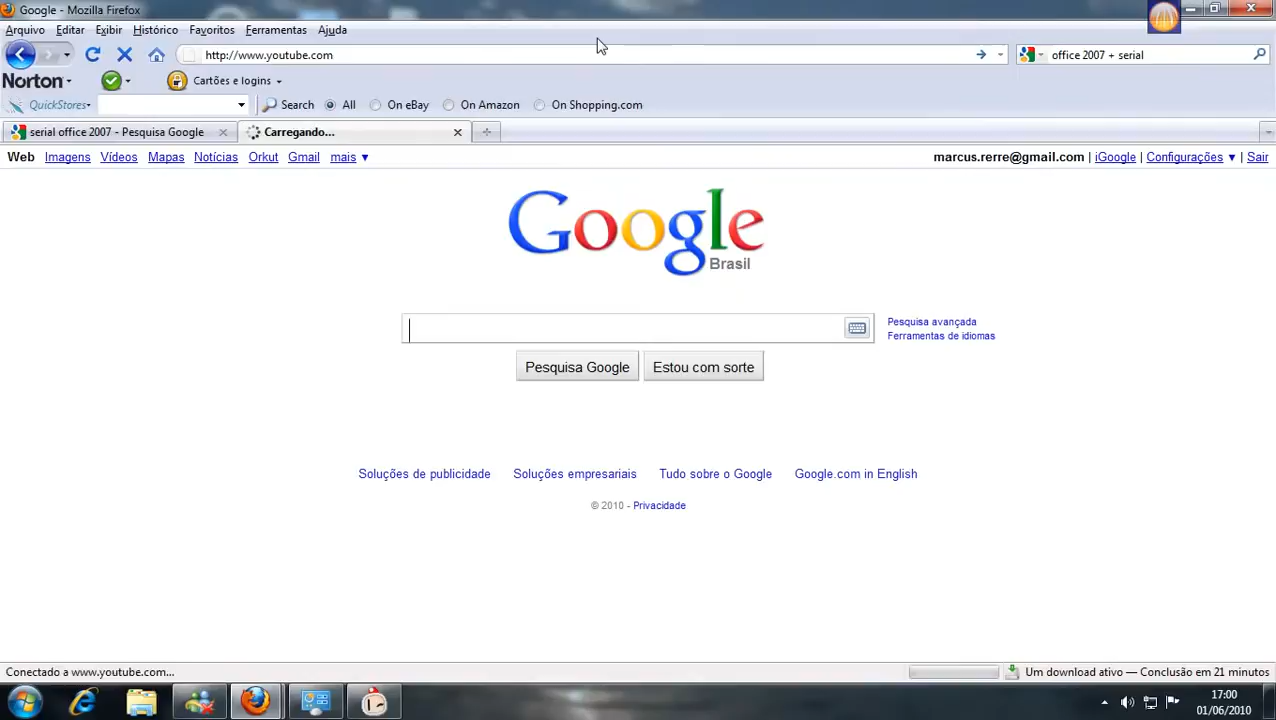 Google - Mozilla Firefox
Arquivo Editar Exibir Histórico Favoritos Ferramentas Ajuda
http://www.youtube.com office 2007 + serial
Norton Cartões e logins
QuickStores Search All On eBay On Amazon On Shopping.com
serial office 2007 - Pesquisa Google Carregando...
Web Imagens Vídeos Mapas Notícias Orkut Gmail mais ▼ marcus.rerre@gmail.com | iGoogle | Configurações ▼ | Sair
Google
Brasil
Pesquisa avançada
Ferramentas de idiomas
Pesquisa Google Estou com sorte
Soluções de publicidade Soluções empresariais Tudo sobre o Google Google.com in English
© 2010 - Privacidade
Conectado a www.youtube.com... Um download ativo — Conclusão em 21 minutos
17:00
01/06/2010